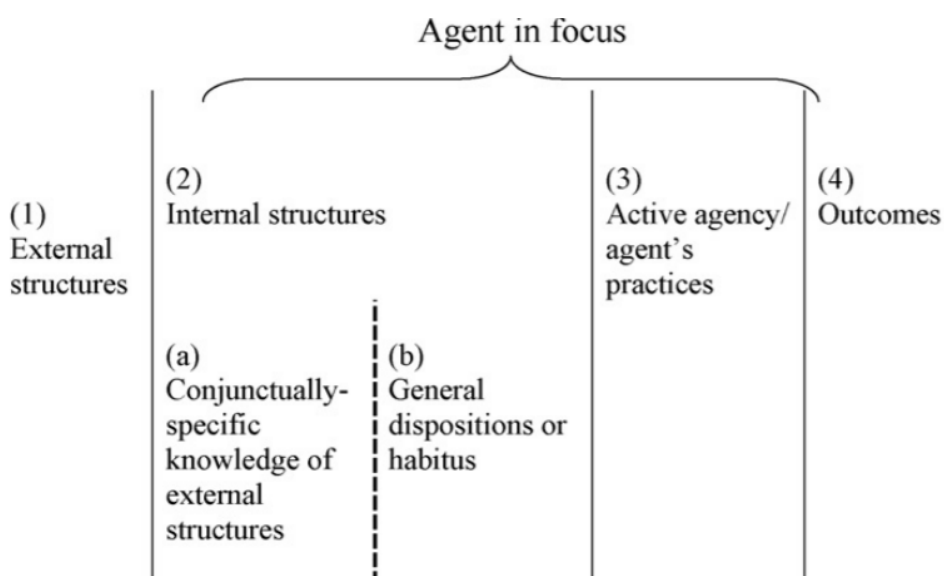 Agent in focus
(1)
External
structures
(2)
Internal structures
(a)
Conjunctually-
specific
knowledge of
external
structures
(b)
General
dispositions or
habitus
(3)
Active agency/
agent's
practices
(4)
Outcomes